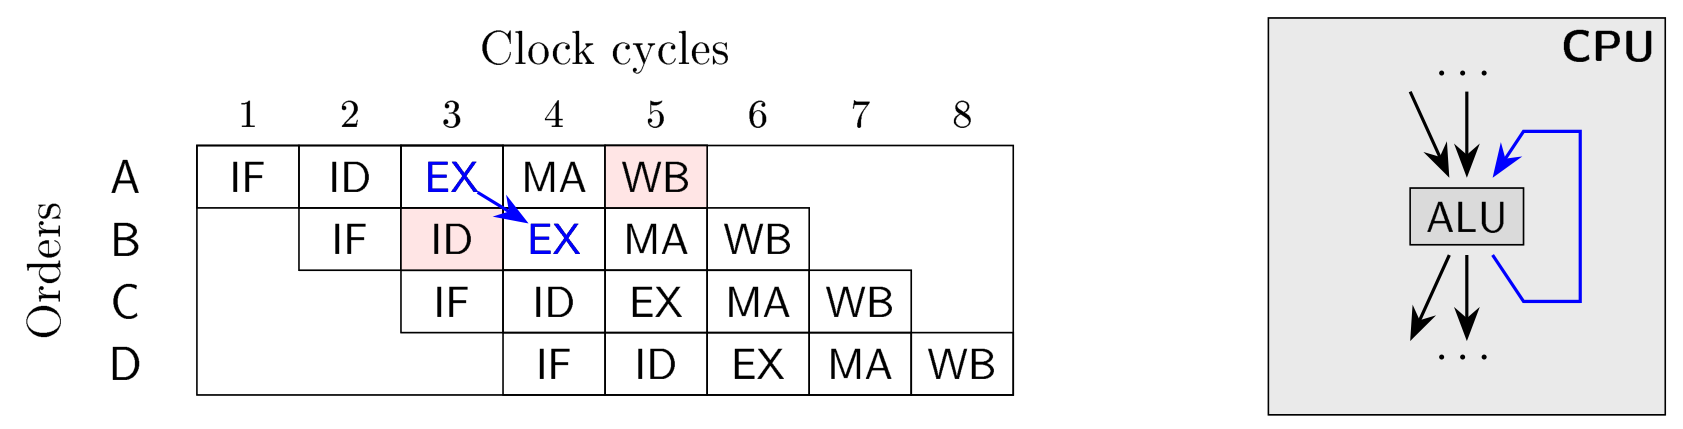 Clock cycles
1 2 3 4 5 6 7 8
Orders
A IF ID EX MA WB
B IF ID EX MA WB
C IF ID EX MA WB
D IF ID EX MA WB
CPU
...
ALU
...